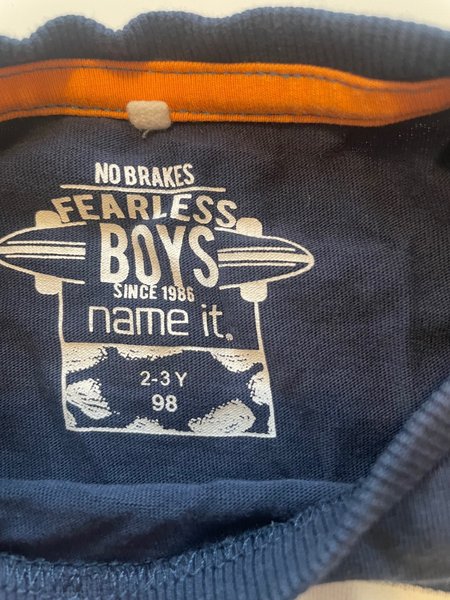 NO BRAKES
FEARLESS
BOYS
SINCE 1986
name it.
2-3 Y
98